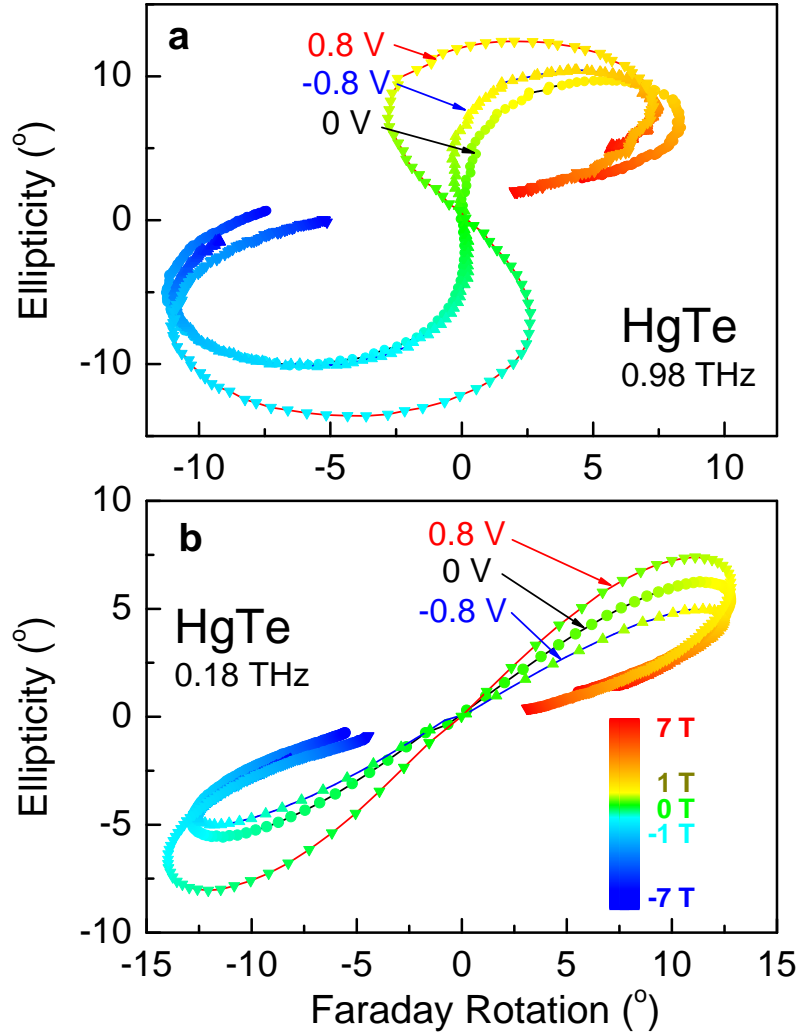 a
0.8 V
-0.8 V
0 V
10
5
0
-5
-10
Ellipticity (°)
HgTe
0.98 THz
-10 -5 0 5 10
b
0.8 V
0 V
-0.8 V
10
5
0
-5
-10
Ellipticity (°)
HgTe
0.18 THz
7 T
1 T
0 T
-1 T
-7 T
-15 -10 -5 0 5 10 15
Faraday Rotation (°)